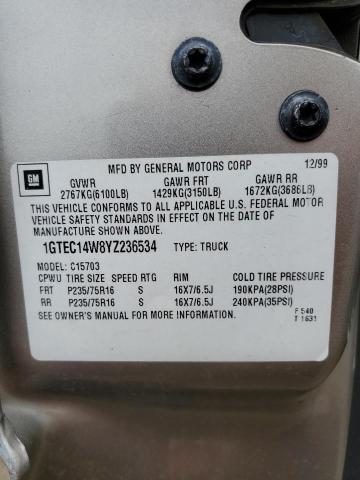 GM
MFD BY GENERAL MOTORS CORP 12/99
GVWR GAWR FRT GAWR RR
2767KG(6100LB) 1429KG(3150LB) 1672KG(3686LB)
THIS VEHICLE CONFORMS TO ALL APPLICABLE U.S. FEDERAL MOTOR
VEHICLE SAFETY STANDARDS IN EFFECT ON THE DATE OF
MANUFACTURE SHOWN ABOVE.
1GTEC14W8YZ236534 TYPE: TRUCK
MODEL: C15703
CPWU TIRE SIZE SPEED RTG RIM COLD TIRE PRESSURE
FRT P235/75R16 S 16X7/6.5J 190KPA(28PSI)
RR P235/75R16 S 16X7/6.5J 240KPA(35PSI)
SEE OWNER'S MANUAL FOR MORE INFORMATION.
F 540
T 1631